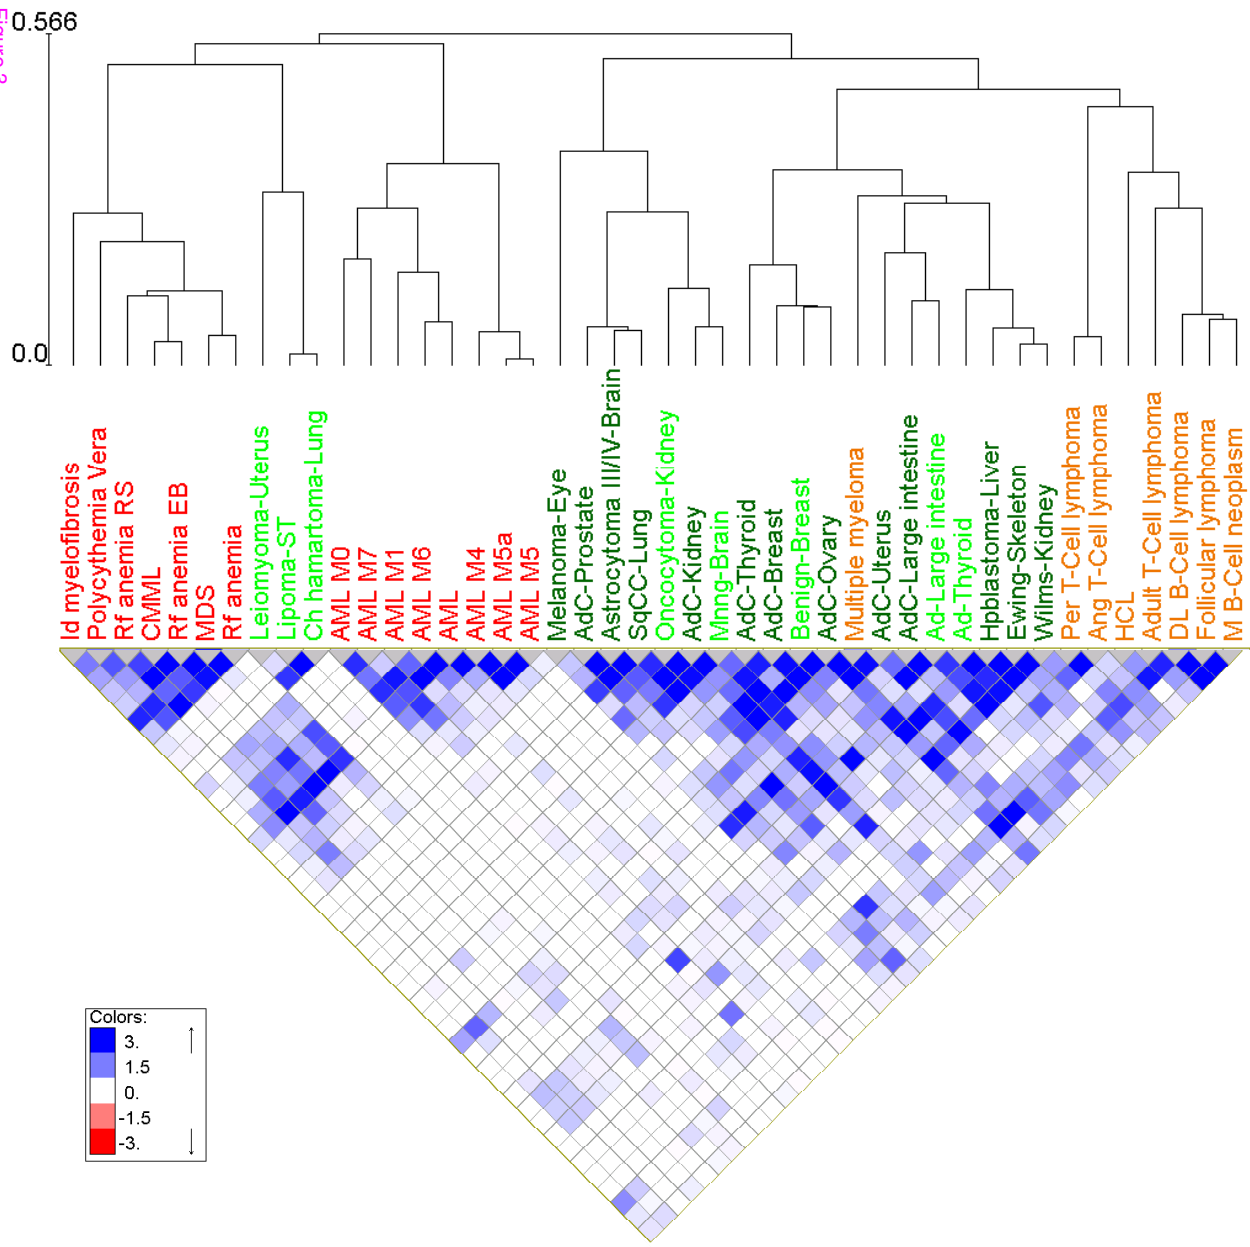 Figure 2
0.566
0.0
Id myelofibrosis
Polycythemia Vera
Rf anemia RS
CMML
Rf anemia EB
MDS
Rf anemia
Leiomyoma-Uterus
Lipoma-ST
Ch hamartoma-Lung
AML M0
AML M7
AML M1
AML M6
AML
AML M4
AML M5a
AML M5
Melanoma-Eye
AdC-Prostate
Astrocytoma III/IV-Brain
SqCC-Lung
Oncocytoma-Kidney
AdC-Kidney
Mnng-Brain
AdC-Thyroid
AdC-Breast
Benign-Breast
AdC-Ovary
Multiple myeloma
AdC-Uterus
AdC-Large intestine
Ad-Large intestine
Ad-Thyroid
Hpblastoma-Liver
Ewing-Skeleton
Wilms-Kidney
Per T-Cell lymphoma
Ang T-Cell lymphoma
HCL
Adult T-Cell lymphoma
DL B-Cell lymphoma
Follicular lymphoma
M B-Cell neoplasm
Colors:
3.
1.5
0.
-1.5
-3.